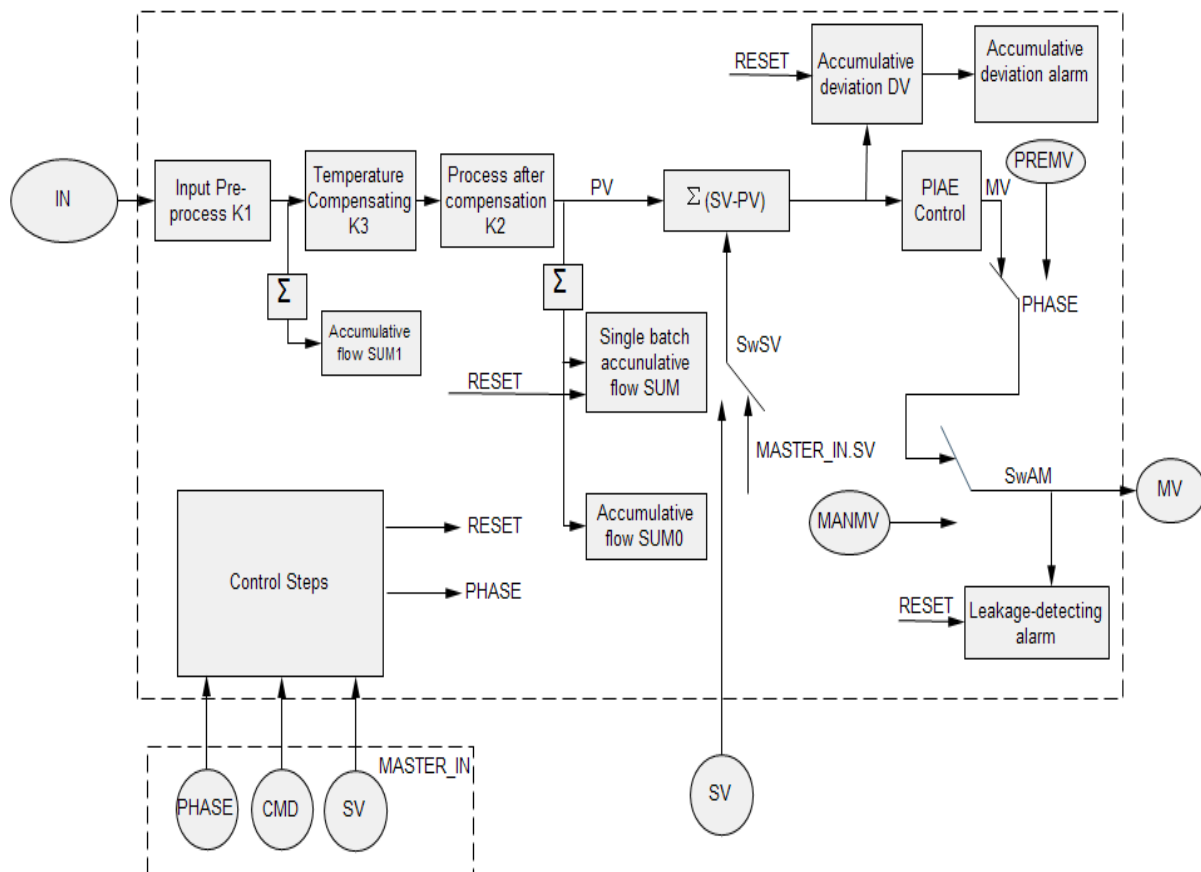 RESET
Accumulative
deviation DV
Accumulative
deviation alarm
IN
Input Pre-
process K1
Temperature
Compensating
K3
Process after
compensation
K2
PV
Σ (SV-PV)
PIAE
Control
MV
PREMV
PHASE
Σ
Accumulative
flow SUM1
Σ
Single batch
accunulative
flow SUM
RESET
SwSV
MASTER_IN.SV
Accumulative
flow SUM0
SwAM
MV
MANMV
RESET
Leakage-detecting
alarm
Control Steps
RESET
PHASE
MASTER_IN
PHASE
CMD
SV
SV